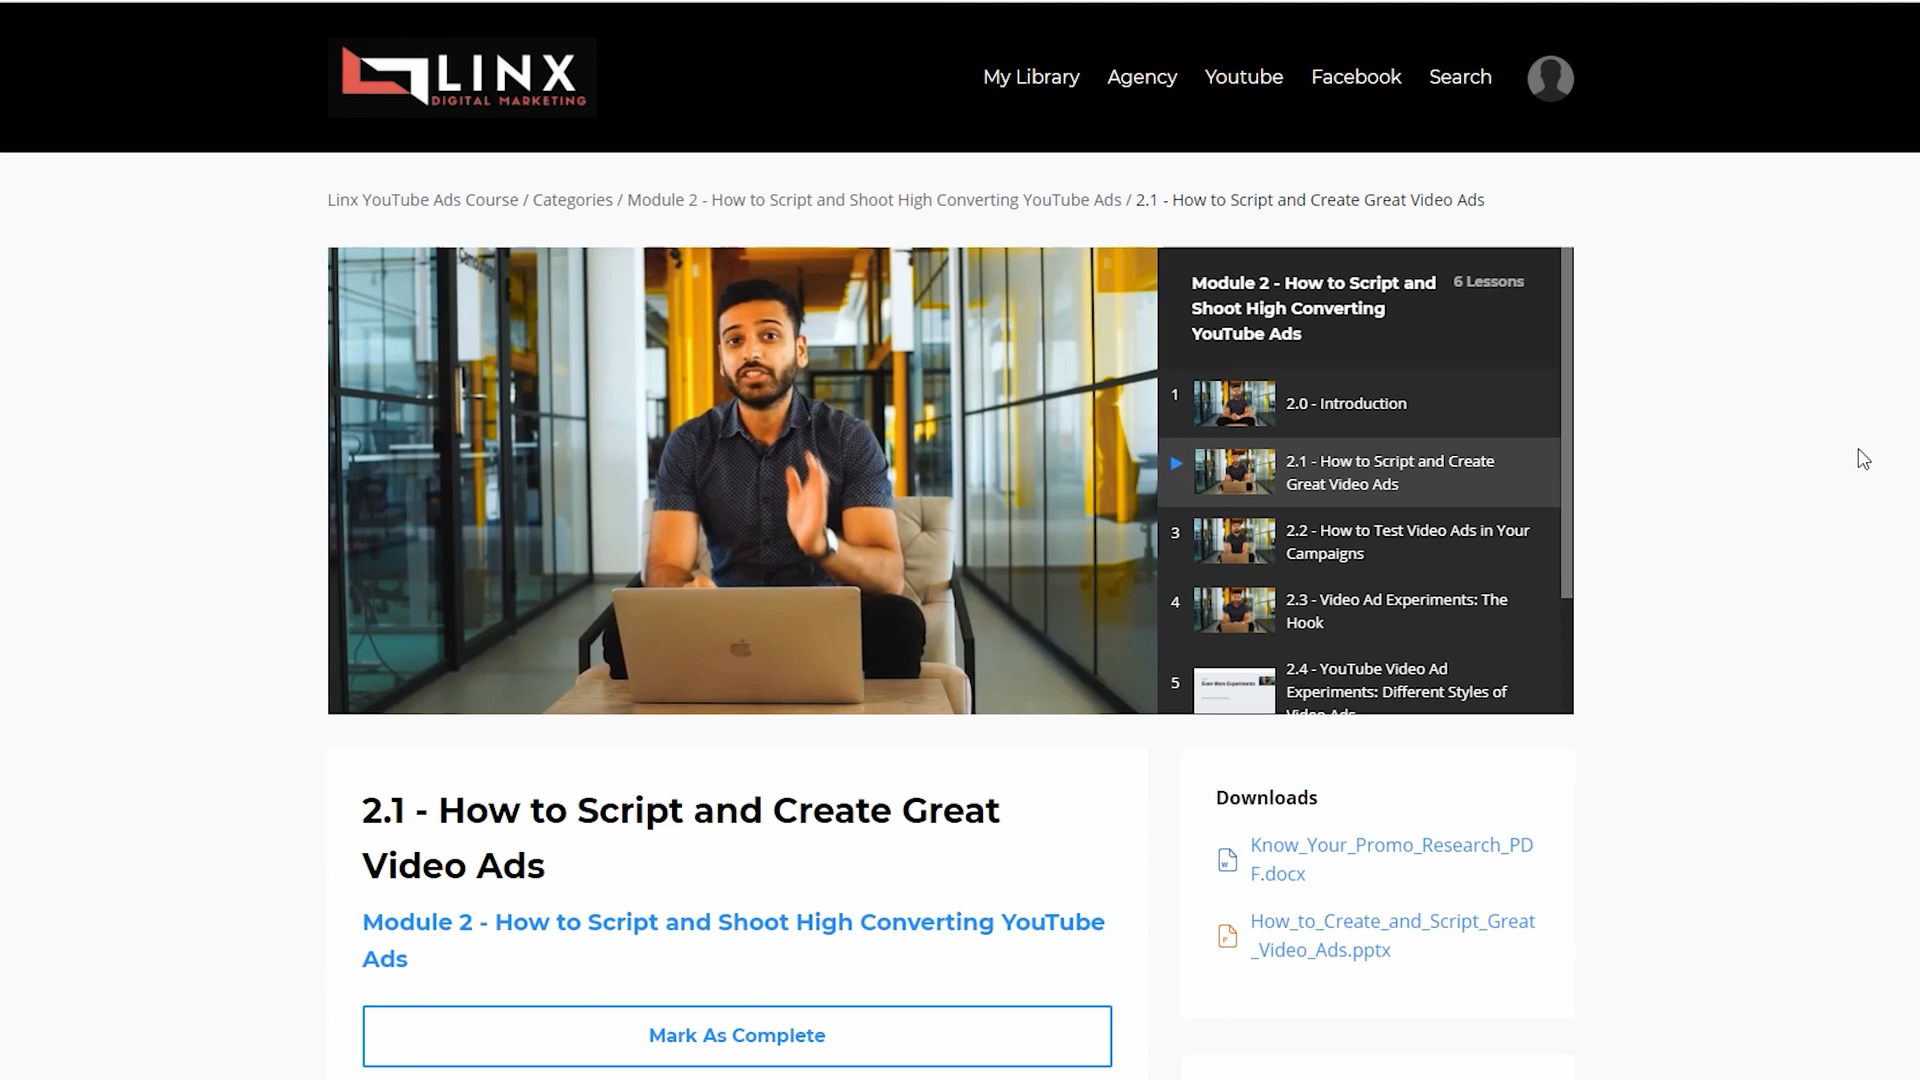 LINX
DIGITAL MARKETING
My Library
Agency
Youtube
Facebook
Search
Linx YouTube Ads Course / Categories / Module 2 - How to Script and Shoot High Converting YouTube Ads / 2.1 - How to Script and Create Great Video Ads
Module 2 - How to Script and
Shoot High Converting
YouTube Ads
6 Lessons
1
2.0 - Introduction
2.1 - How to Script and Create
Great Video Ads
3
2.2 - How to Test Video Ads in Your
Campaigns
4
2.3 - Video Ad Experiments: The
Hook
5
Even More Experiments
2.4 - YouTube Video Ad
Experiments: Different Styles of
Video Ads
2.1 - How to Script and Create Great
Video Ads
Module 2 - How to Script and Shoot High Converting YouTube
Ads
Mark As Complete
Downloads
W
Know_Your_Promo_Research_PD
F.docx
P
How_to_Create_and_Script_Great
_Video_Ads.pptx